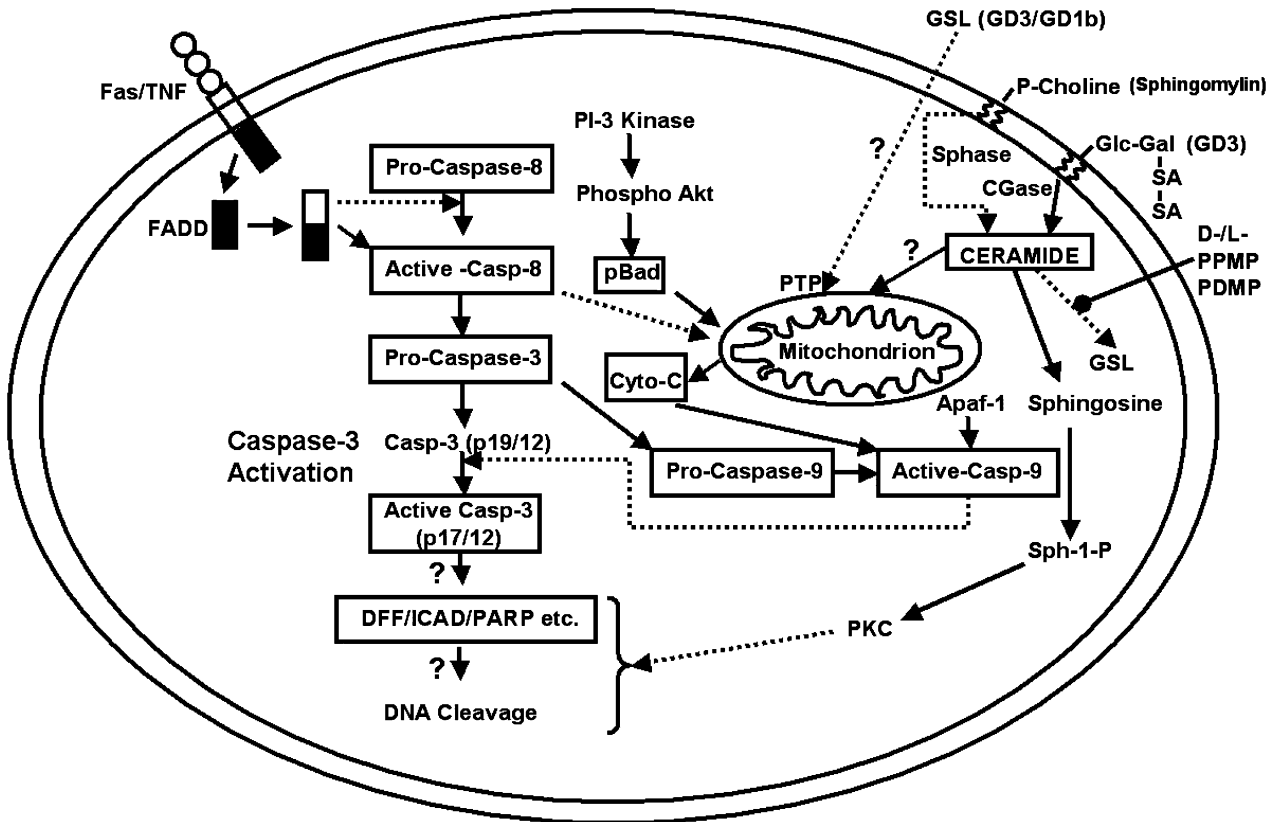 GSL (GD3/GD1b)
Fas/TNF
P-Choline (Sphingomylin)
PI-3 Kinase
?
Sphase
Glc-Gal (GD3)
SA
SA
Pro-Caspase-8
CGase
Phospho Akt
FADD
D-/L-
PPMP
PDMP
?
CERAMIDE
Active -Casp-8
pBad
PTP
Pro-Caspase-3
Mitochondrion
GSL
Cyto-C
Apaf-1
Sphingosine
Caspase-3
Activation
Casp-3 (p19/12)
Pro-Caspase-9
Active-Casp-9
Active Casp-3
(p17/12)
Sph-1-P
?
DFF/ICAD/PARP etc.
PKC
?
DNA Cleavage